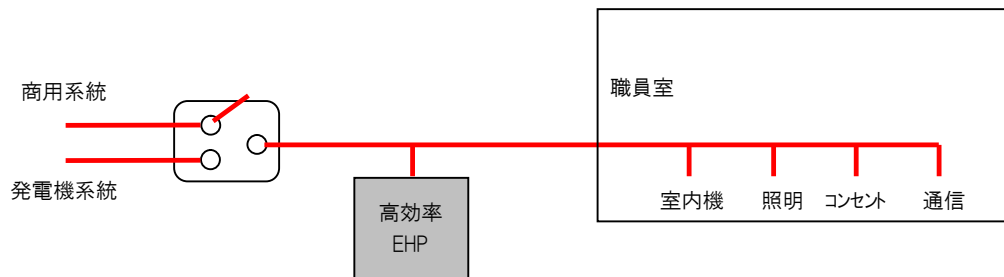 商用系統
発電機系統
高効率
EHP
職員室
室内機
照明
コンセント
通信